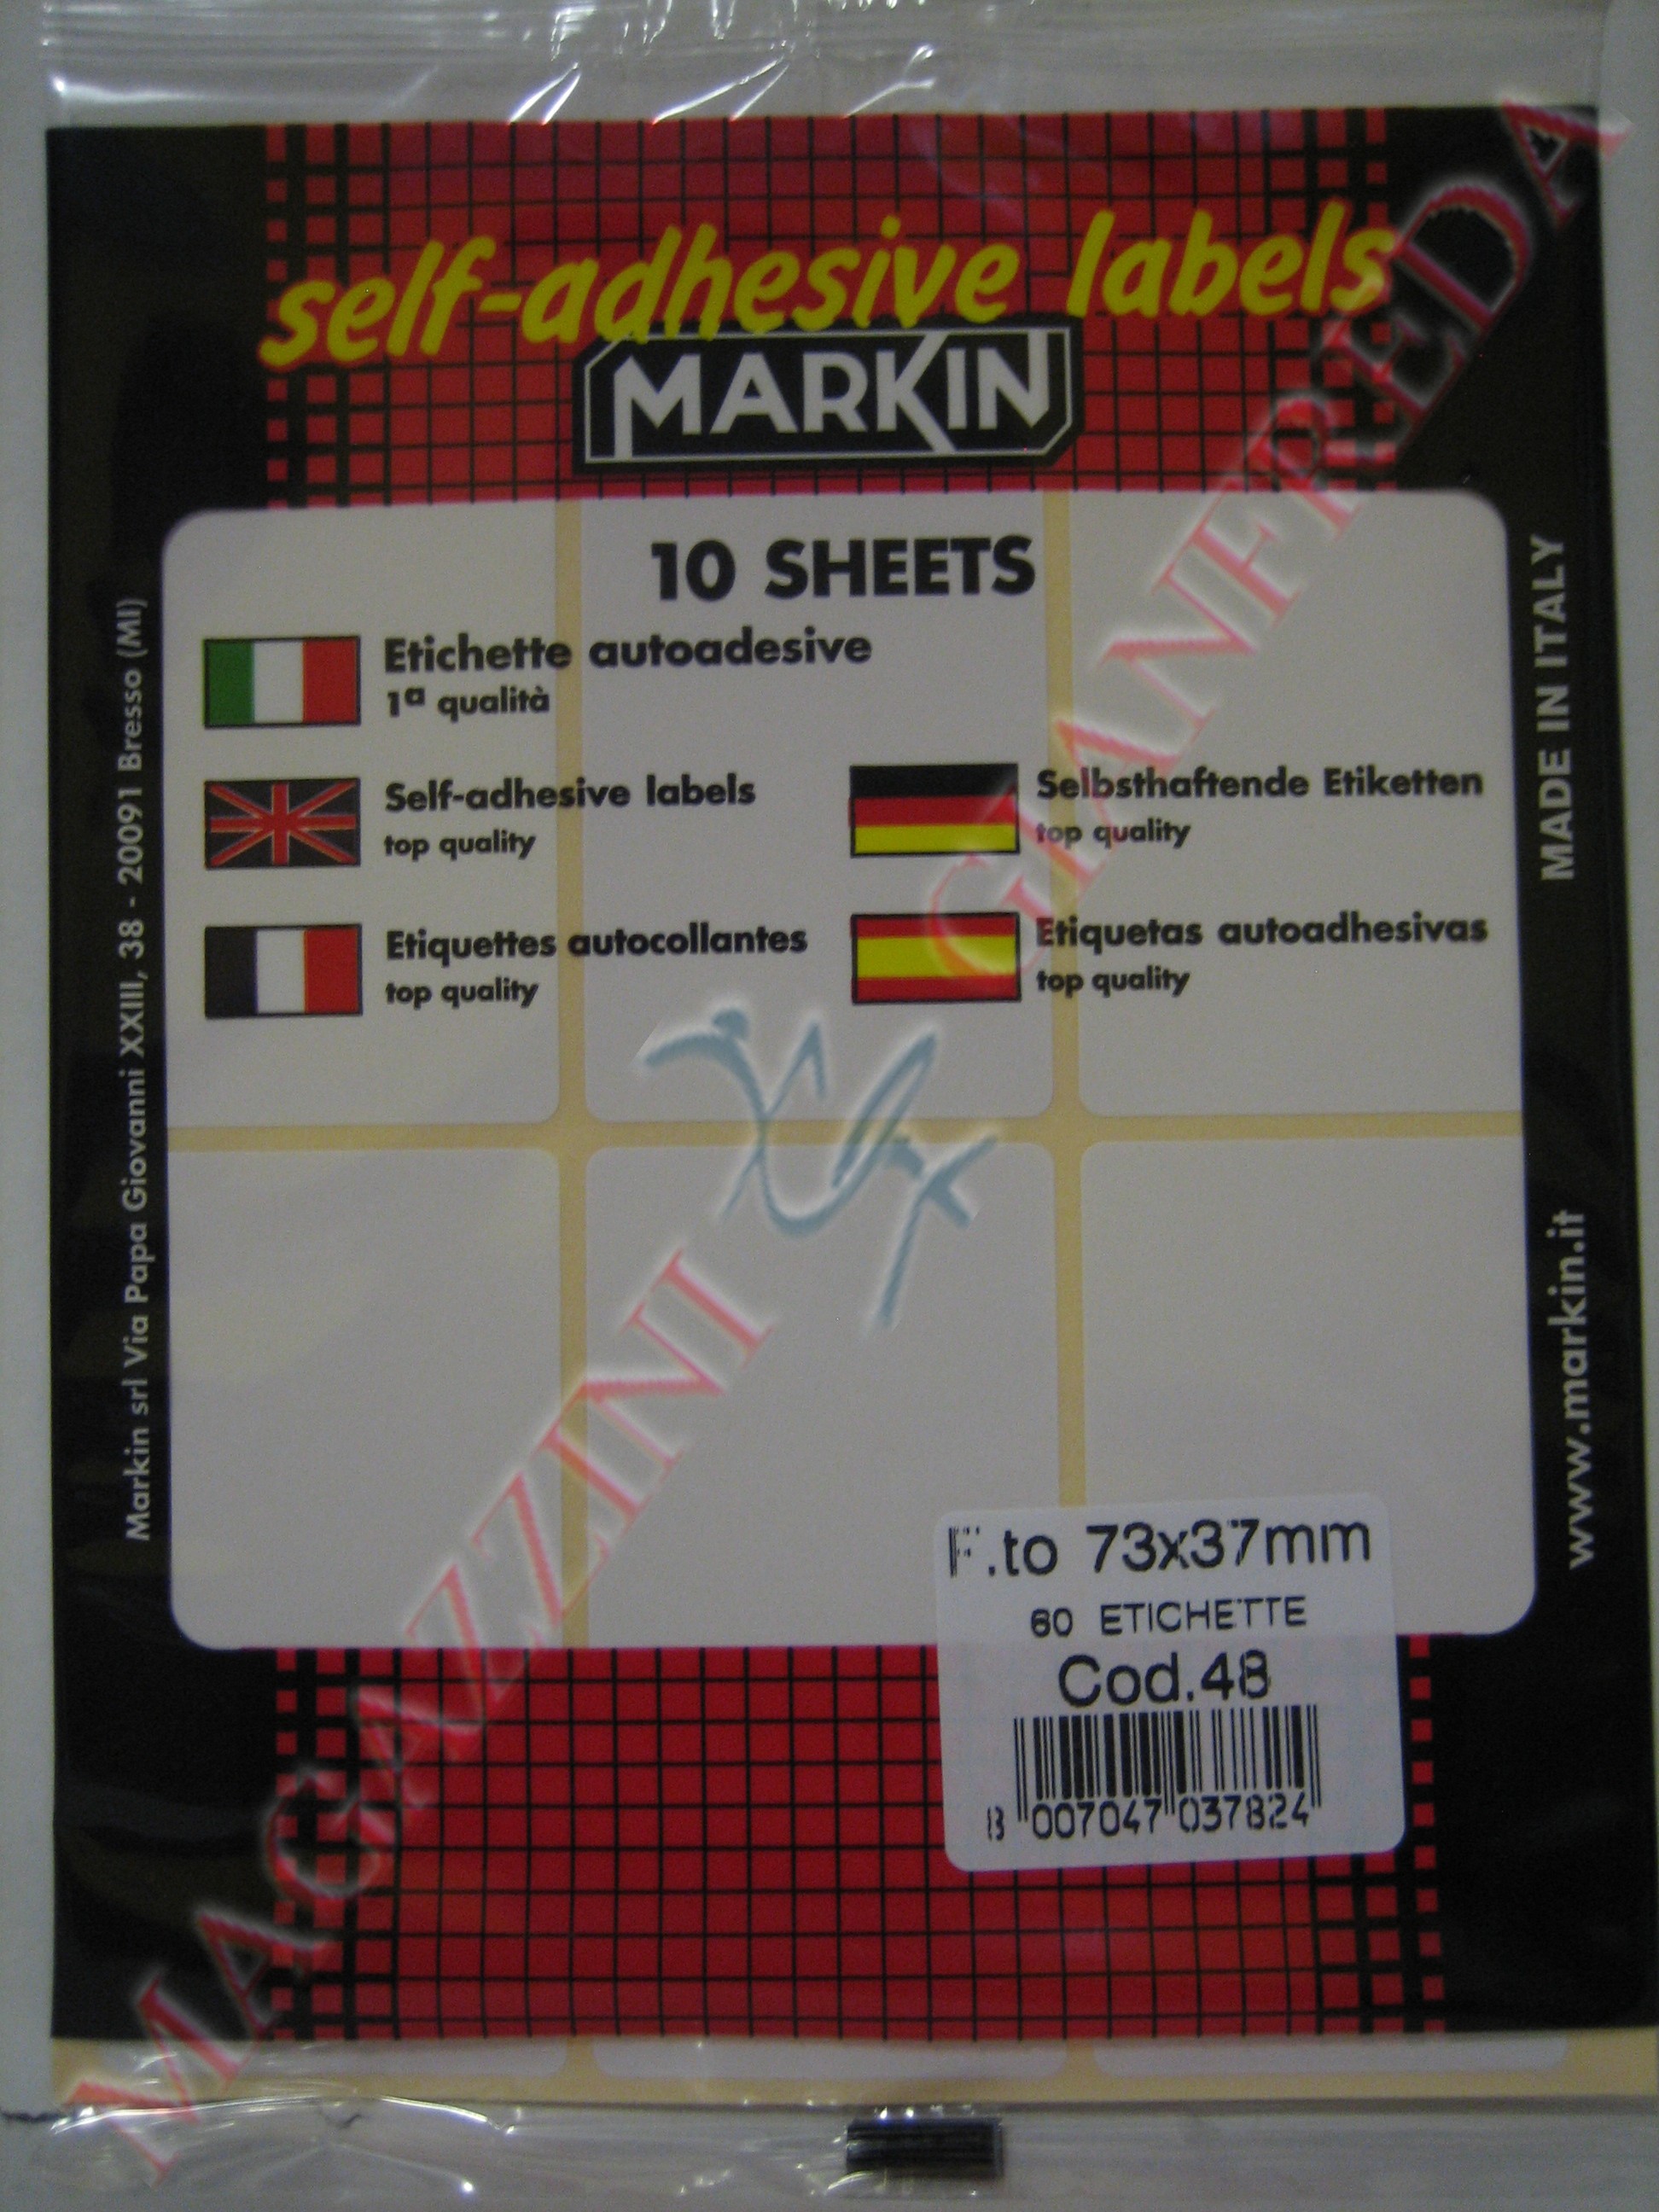 self-adhesive labels
MARKIN
10 SHEETS
Etichette autoadesive
1ª qualità
Self-adhesive labels
top quality
Selbsthaftende Etiketten
top quality
Etiquettes autocollantes
top quality
Etiquetas autoadhesivas
top quality
Markin srl Via Papa Giovanni XXIII, 38 - 20091 Bresso (MI)
MADE IN ITALY
www.markin.it
F.to 73x37mm
60 ETICHETTE
Cod.48
8 007047 037824
MAGAZZINI GIANFREDA